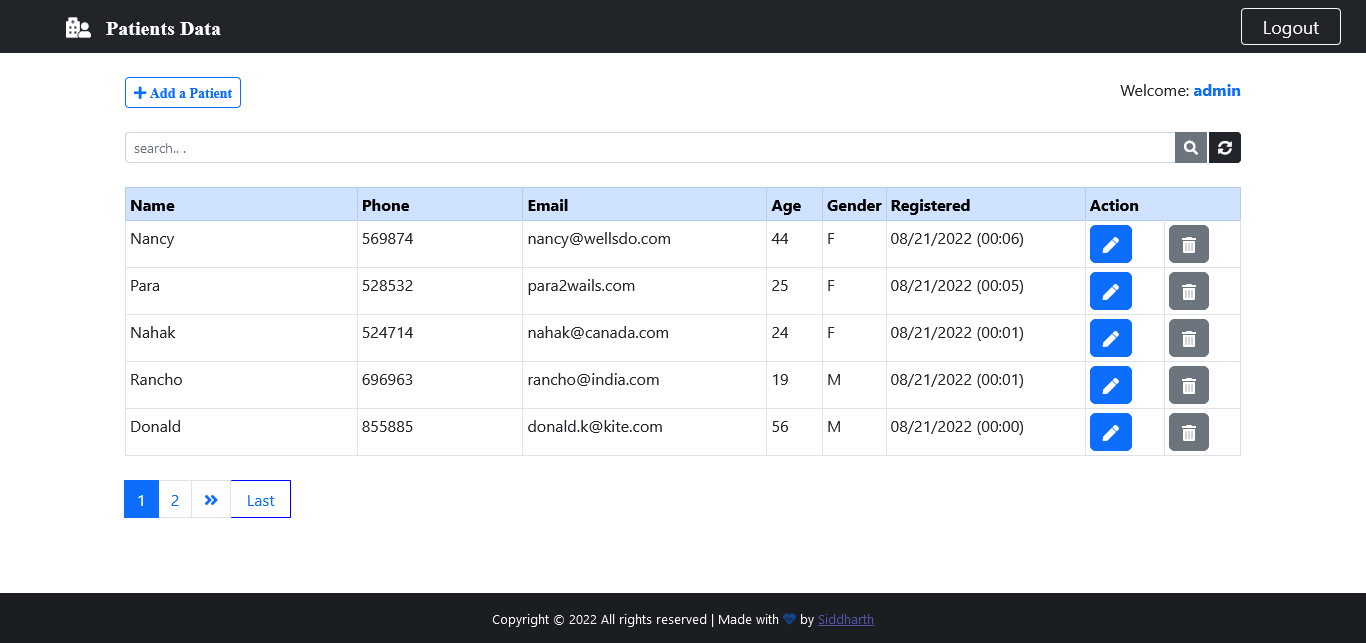 Patients Data Logout
Add a Patient Welcome: admin
search.. .
Name Phone Email Age Gender Registered Action
Nancy 569874 nancy@wellsdo.com 44 F 08/21/2022 (00:06)
Para 528532 para2wails.com 25 F 08/21/2022 (00:05)
Nahak 524714 nahak@canada.com 24 F 08/21/2022 (00:01)
Rancho 696963 rancho@india.com 19 M 08/21/2022 (00:01)
Donald 855885 donald.k@kite.com 56 M 08/21/2022 (00:00)
1 2 » Last
Copyright © 2022 All rights reserved | Made with 💙 by Siddharth